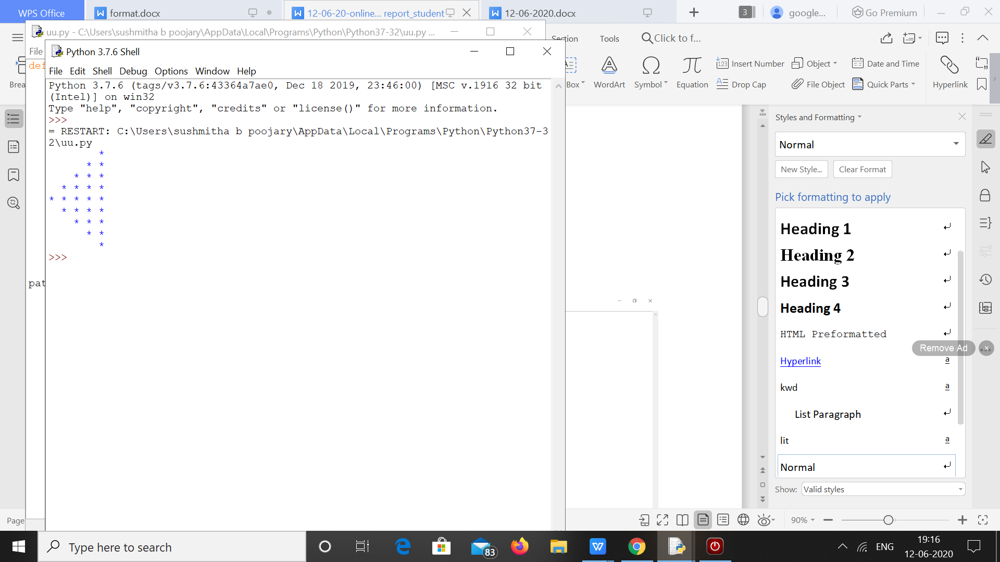 WPS Office
format.docx
12-06-20-online... report_student
12-06-2020.docx
3
google...
Go Premium
uu.py - C:\Users\sushmitha b poojary\AppData\Local\Programs\Python\Python37-32\uu.py ...
Section
Tools
Click to f...
File
def
Python 3.7.6 Shell
File Edit Shell Debug Options Window Help
Insert Number
Object
Date and Time
Brea
Box
WordArt
Symbol
Equation
Drop Cap
File Object
Quick Parts
Hyperlink
Python 3.7.6 (tags/v3.7.6:43364a7ae0, Dec 18 2019, 23:46:00) [MSC v.1916 32 bit
(Intel)] on win32
Type "help", "copyright", "credits" or "license()" for more information.
>>>
= RESTART: C:\Users\sushmitha b poojary\AppData\Local\Programs\Python\Python37-3
2\uu.py
*
* *
* * *
* * * *
* * * * *
* * * *
* * *
* *
*
>>>
pat
Styles and Formatting
Normal
New Style...
Clear Format
Pick formatting to apply
Heading 1
Heading 2
Heading 3
Heading 4
HTML Preformatted
Remove Ad
Hyperlink a
kwd a
List Paragraph
lit a
Normal
Show: Valid styles
Page
90%
Type here to search
83
ENG
19:16
12-06-2020